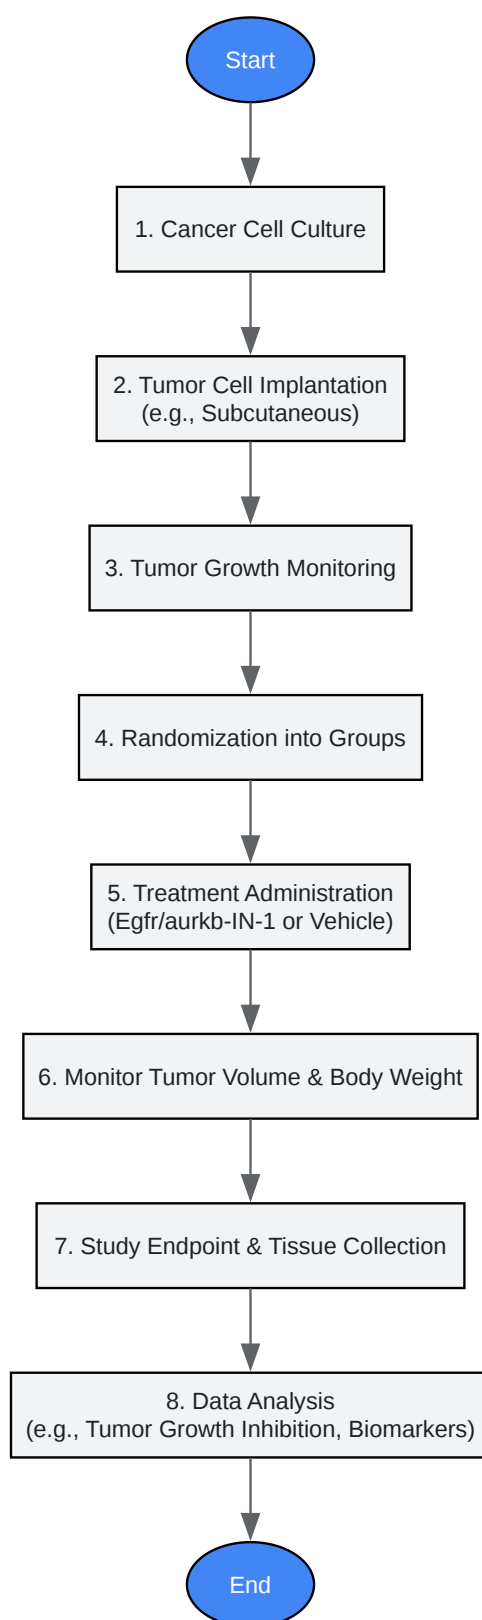 Start
1. Cancer Cell Culture
2. Tumor Cell Implantation
(e.g., Subcutaneous)
3. Tumor Growth Monitoring
4. Randomization into Groups
5. Treatment Administration
(Egfr/aurkb-IN-1 or Vehicle)
6. Monitor Tumor Volume & Body Weight
7. Study Endpoint & Tissue Collection
8. Data Analysis
(e.g., Tumor Growth Inhibition, Biomarkers)
End